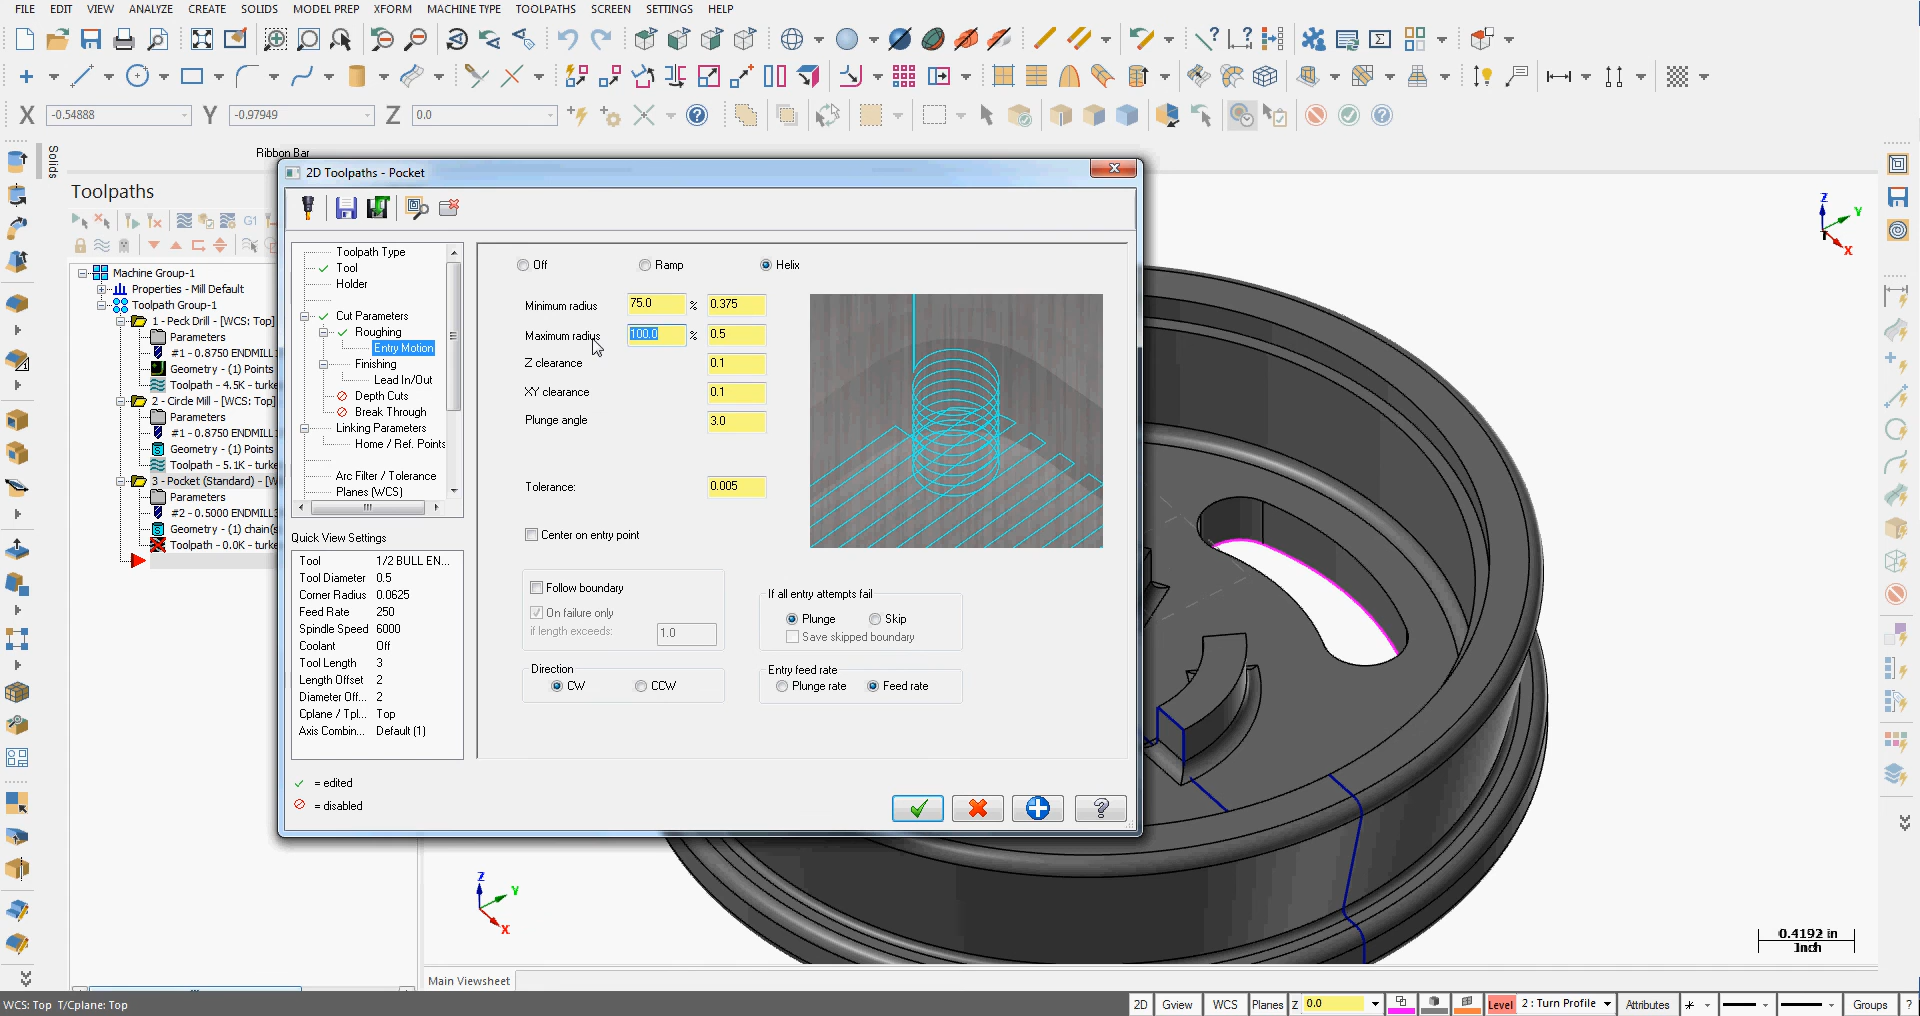 FILE EDIT VIEW ANALYZE CREATE SOLIDS MODEL PREP XFORM MACHINE TYPE TOOLPATHS SCREEN SETTINGS HELP
X -0.54888 Y -0.97949 Z 0.0
Ribbon Bar
Solids
Toolpaths
G1
Machine Group-1
Properties - Mill Default
Toolpath Group-1
1 - Peck Drill - [WCS: Top]
Parameters
#1 - 0.8750 ENDMILL
Geometry - (1) Points
Toolpath - 4.5K - turke
2 - Circle Mill - [WCS: Top]
Parameters
#1 - 0.8750 ENDMILL
Geometry - (1) Points
Toolpath - 5.1K - turke
3 - Pocket (Standard) - [W
Parameters
#2 - 0.5000 ENDMILL
Geometry - (1) chain(s
Toolpath - 0.0K - turke
2D Toolpaths - Pocket
Toolpath Type
Tool
Holder
Cut Parameters
Roughing
Entry Motion
Finishing
Lead In/Out
Depth Cuts
Break Through
Linking Parameters
Home / Ref. Points
Arc Filter / Tolerance
Planes (WCS)
Quick View Settings
Tool 1/2 BULL EN...
Tool Diameter 0.5
Corner Radius 0.0625
Feed Rate 250
Spindle Speed 6000
Coolant Off
Tool Length 3
Length Offset 2
Diameter Off... 2
Cplane / Tpl... Top
Axis Combin... Default (1)
= edited
= disabled
Off Ramp Helix
Minimum radius 75.0 % 0.375
Maximum radius 100.0 % 0.5
Z clearance 0.1
XY clearance 0.1
Plunge angle 3.0
Tolerance: 0.005
Center on entry point
Follow boundary
On failure only
if length exceeds: 1.0
If all entry attempts fail
Plunge Skip
Save skipped boundary
Direction
CW CCW
Entry feed rate
Plunge rate Feed rate
Z
Y
X
Z
Y
X
0.4192 in
Inch
Main Viewsheet
WCS: Top T/Cplane: Top
2D Gview WCS Planes Z 0.0 Level 2 : Turn Profile Attributes Groups ?